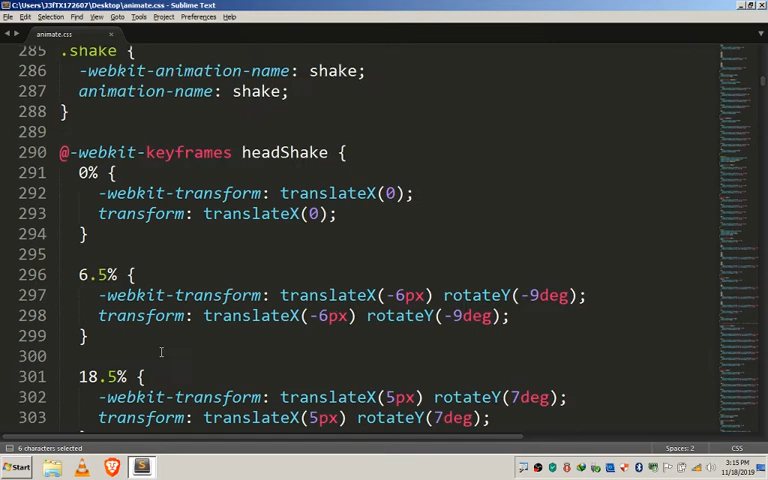 C:\Users\J3ITX172607\Desktop\animate.css - Sublime Text
File Edit Selection Find View Goto Tools Project Preferences Help
animate.css
285 .shake {
286 -webkit-animation-name: shake;
287 animation-name: shake;
288 }
289
290 @-webkit-keyframes headShake {
291 0% {
292 -webkit-transform: translateX(0);
293 transform: translateX(0);
294 }
295
296 6.5% {
297 -webkit-transform: translateX(-6px) rotateY(-9deg);
298 transform: translateX(-6px) rotateY(-9deg);
299 }
300
301 18.5% {
302 -webkit-transform: translateX(5px) rotateY(7deg);
303 transform: translateX(5px) rotateY(7deg);
6 characters selected Spaces: 2 CSS
Start 3:15 PM
11/18/2019